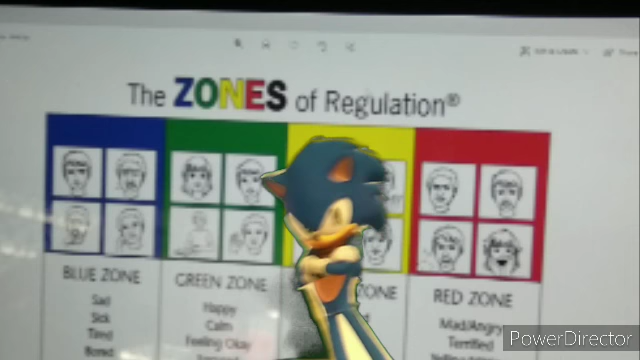 The ZONES of Regulation®
BLUE ZONE GREEN ZONE ZONE RED ZONE
Sad Happy Mad/Angry
Sick Calm Terrified
Tired Feeling Okay
Bored
PowerDirector